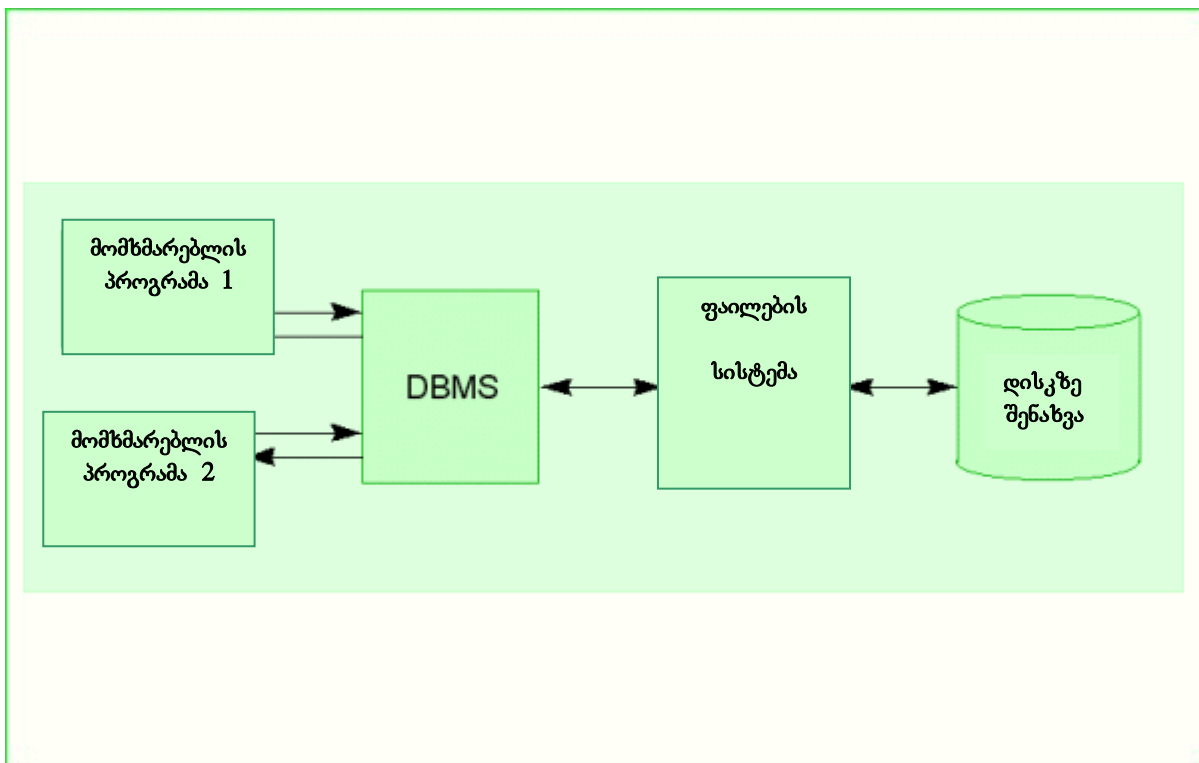 მომხმარებლის
პროგრამა 1
მომხმარებლის
პროგრამა 2
DBMS
ფაილების
სისტემა
დისკზე
შენახვა